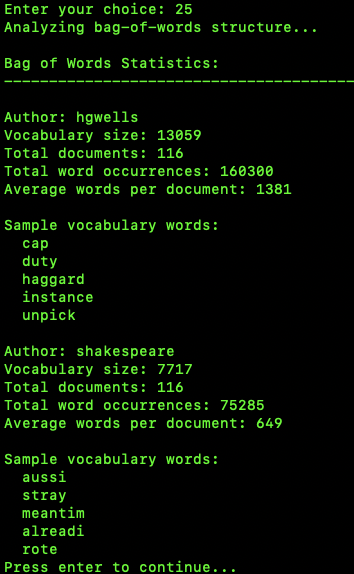 Enter your choice: 25
Analyzing bag-of-words structure...
Bag of Words Statistics:
---------------------------------------
Author: hgwells
Vocabulary size: 13059
Total documents: 116
Total word occurrences: 160300
Average words per document: 1381
Sample vocabulary words:
cap
duty
haggard
instance
unpick
Author: shakespeare
Vocabulary size: 7717
Total documents: 116
Total word occurrences: 75285
Average words per document: 649
Sample vocabulary words:
aussi
stray
meantim
alreadi
rote
Press enter to continue...